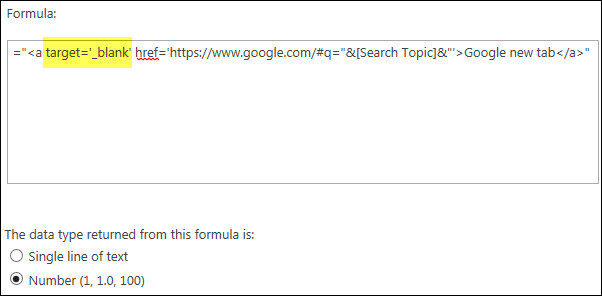 Formula:
="<a target='_blank' href='https://www.google.com/#q="&[Search Topic]&"'>Google new tab</a>"
The data type returned from this formula is:
Single line of text
Number (1, 1.0, 100)